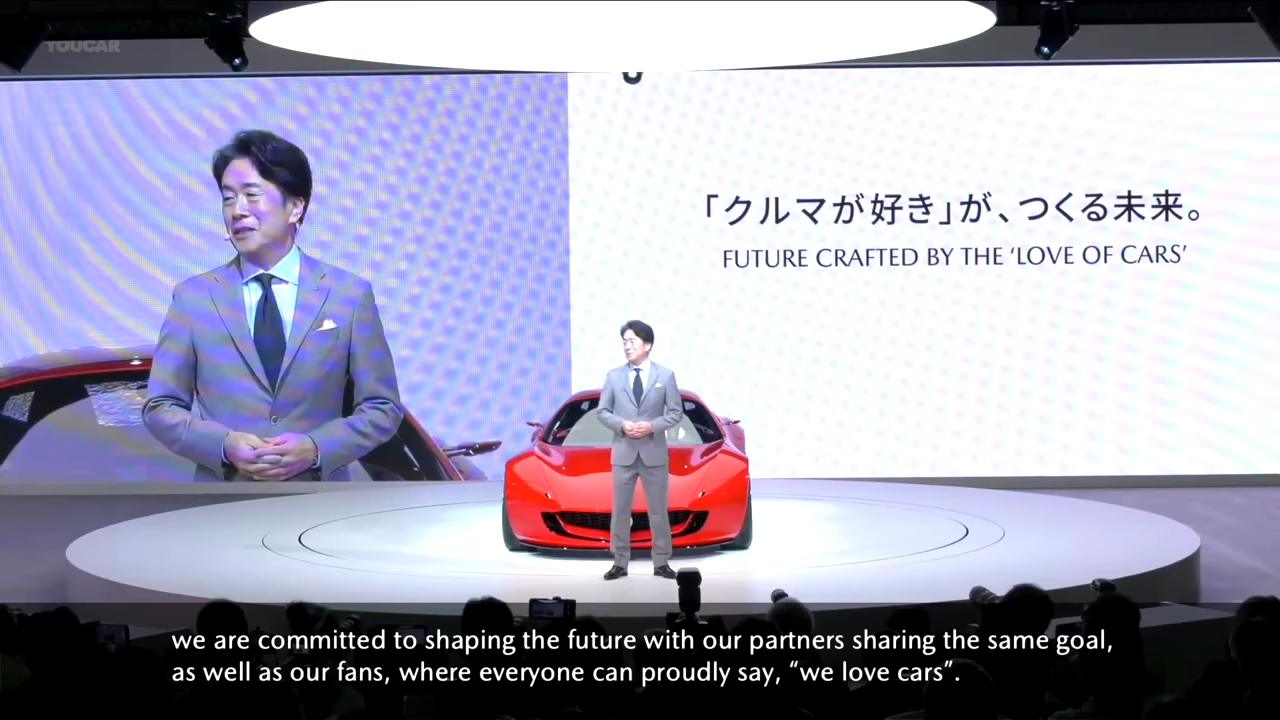 YOUCAR
「クルマが好き」が、つくる未来。
FUTURE CRAFTED BY THE ‘LOVE OF CARS’
we are committed to shaping the future with our partners sharing the same goal,
as well as our fans, where everyone can proudly say, “we love cars”.